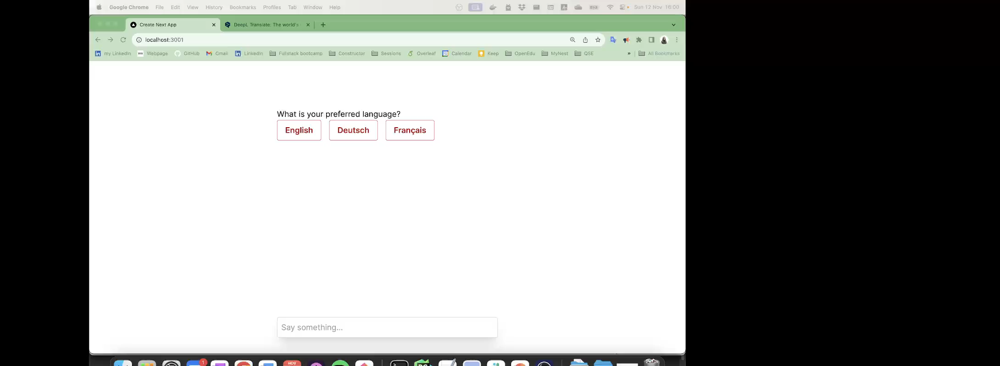 Google Chrome File Edit View History Bookmarks Profiles Tab Window Help Sun 12 Nov 16:00
Create Next App DeepL Translate: The world's
localhost:3001
my LinkedIn WIX Webpage GitHub Gmail LinkedIn Fullstack bootcamp Constructor Sessions Overleaf Calendar Keep OpenEdu MyNest QSE » All Bookmarks
What is your preferred language?
English Deutsch Français
Say something...
1 NOV